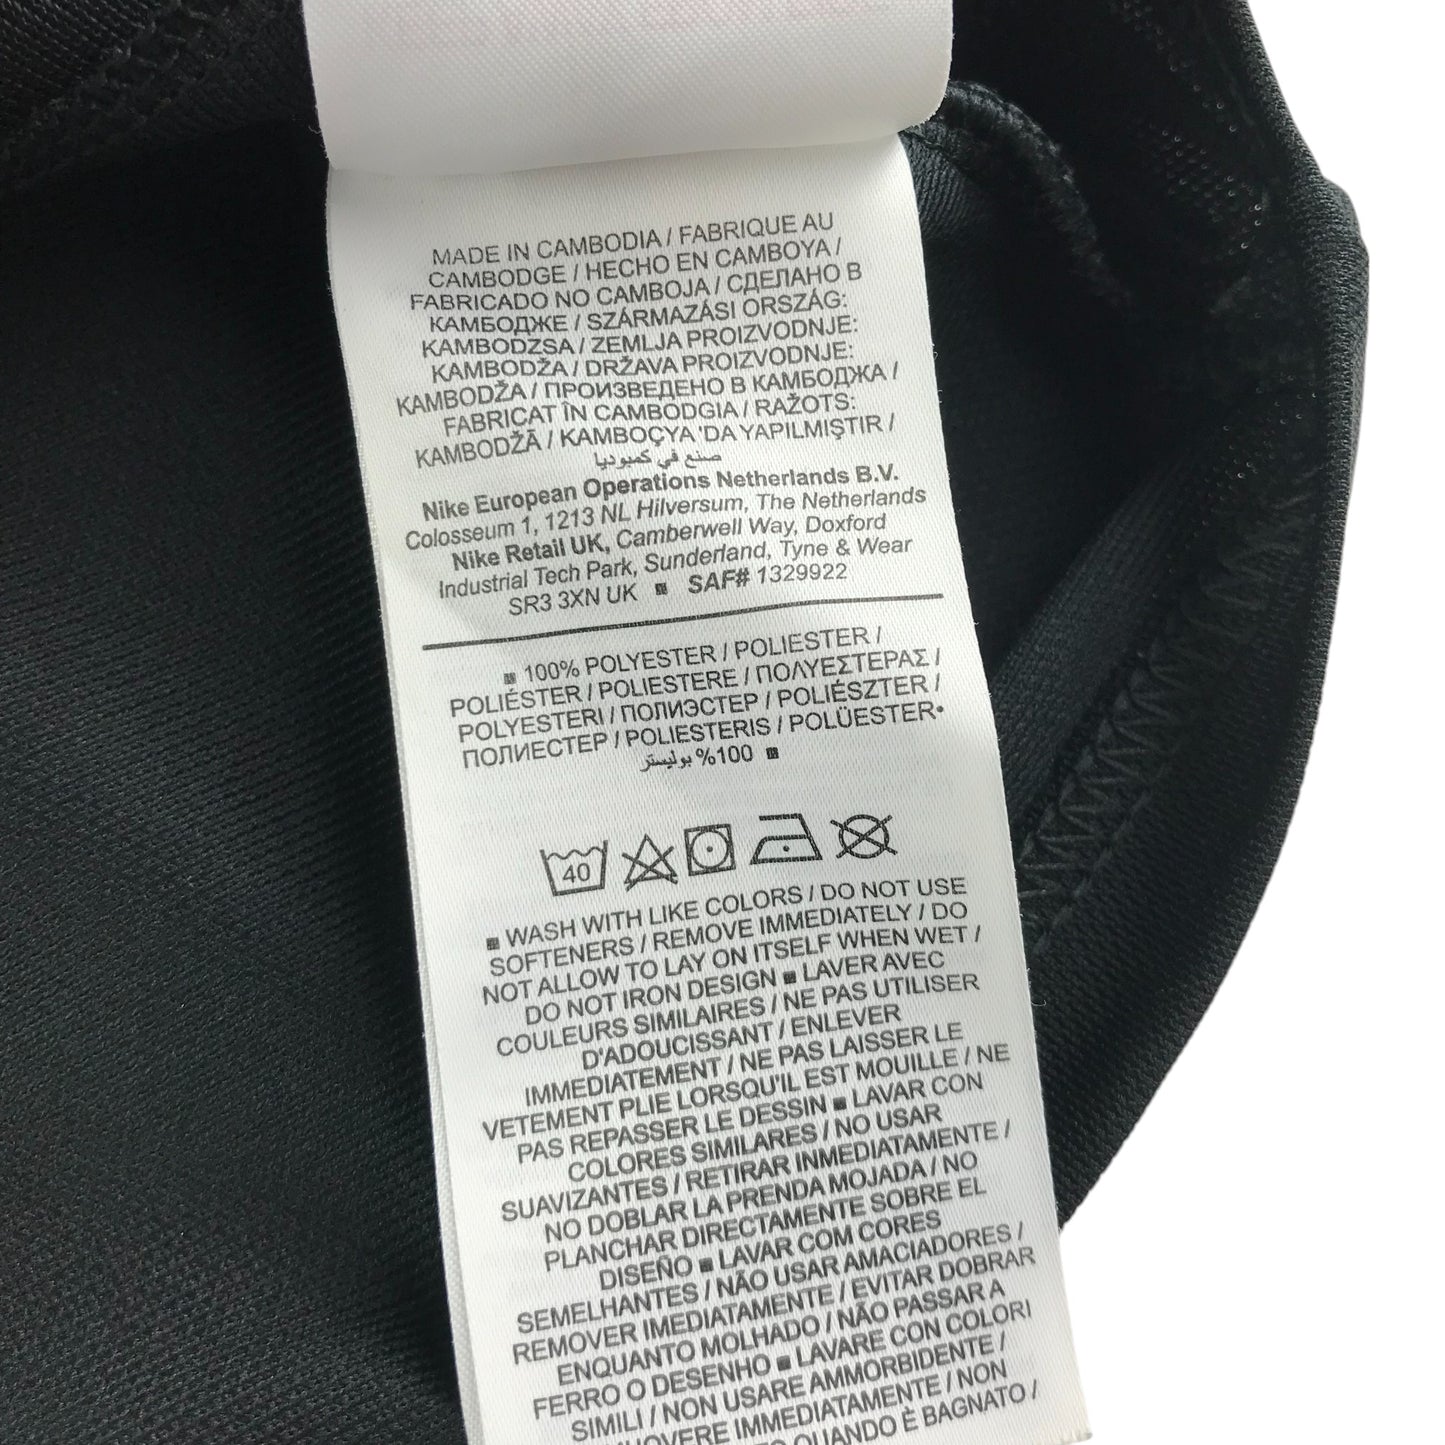 MADE IN CAMBODIA / FABRIQUE AU
CAMBODGE / HECHO EN CAMBOYA /
FABRICADO NO CAMBOJA / СДЕЛАНО В
КАМБОДЖЕ / SZÁRMAZÁSI ORSZÁG:
KAMBODZSA / ZEMLJA PROIZVODNJE:
KAMBODŽA / DRŽAVA PROIZVODNJE:
KAMBODŽA / ПРОИЗВЕДЕНО В КАМБОДЖА /
FABRICAT ÎN CAMBODGIA / RAŽOTS:
KAMBODŽĀ / KAMBOÇYA'DA YAPILMIŞTIR /
صنع في كمبوديا
Nike European Operations Netherlands B.V.
Colosseum 1, 1213 NL Hilversum, The Netherlands
Nike Retail UK, Camberwell Way, Doxford
Industrial Tech Park, Sunderland, Tyne & Wear
SR3 3XN UK ■ SAF# 1329922
■ 100% POLYESTER / POLIESTER /
POLIÉSTER / POLIESTERE / ΠΟΛΥΕΣΤΕΡΑΣ /
POLYESTERI / ПОЛИЭСТЕР / POLIÉSZTER /
ПОЛИЕСТЕР / POLIESTERIS / POLÜESTER•
100% بوليستر ■
40
■ WASH WITH LIKE COLORS / DO NOT USE
SOFTENERS / REMOVE IMMEDIATELY / DO
NOT ALLOW TO LAY ON ITSELF WHEN WET /
DO NOT IRON DESIGN ■ LAVER AVEC
COULEURS SIMILAIRES / NE PAS UTILISER
D'ADOUCISSANT / ENLEVER
IMMEDIATEMENT / NE PAS LAISSER LE
VETEMENT PLIE LORSQU'IL EST MOUILLE / NE
PAS REPASSER LE DESSIN ■ LAVAR CON
COLORES SIMILARES / NO USAR
SUAVIZANTES / RETIRAR INMEDIATAMENTE /
NO DOBLAR LA PRENDA MOJADA / NO
PLANCHAR DIRECTAMENTE SOBRE EL
DISEÑO ■ LAVAR COM CORES
SEMELHANTES / NÃO USAR AMACIADORES /
REMOVER IMEDIATAMENTE / EVITAR DOBRAR
ENQUANTO MOLHADO / NÃO PASSAR A
FERRO O DESENHO ■ LAVARE CON COLORI
SIMILI / NON USARE AMMORBIDENTE /
MUOVERE IMMEDIATAMENTE / NON
QUANDO È BAGNATO /